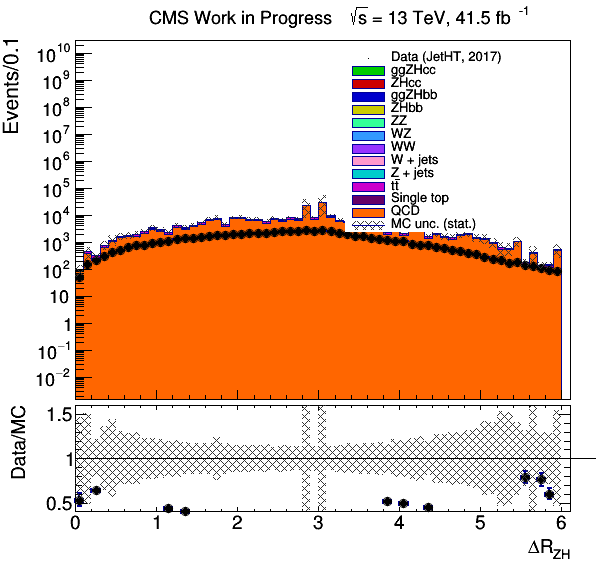 CMS Work in Progress √s = 13 TeV, 41.5 fb⁻¹
Events/0.1
10¹⁰
10⁹
10⁸
10⁷
10⁶
10⁵
10⁴
10³
10²
10
1
10⁻¹
10⁻²
Data (JetHT, 2017)
ggZHcc
ZHcc
ggZHbb
ZHbb
ZZ
WZ
WW
W + jets
Z + jets
tt̄
Single top
QCD
MC unc. (stat.)
Data/MC
1.5
1
0.5
0 1 2 3 4 5 6
ΔR_ZH